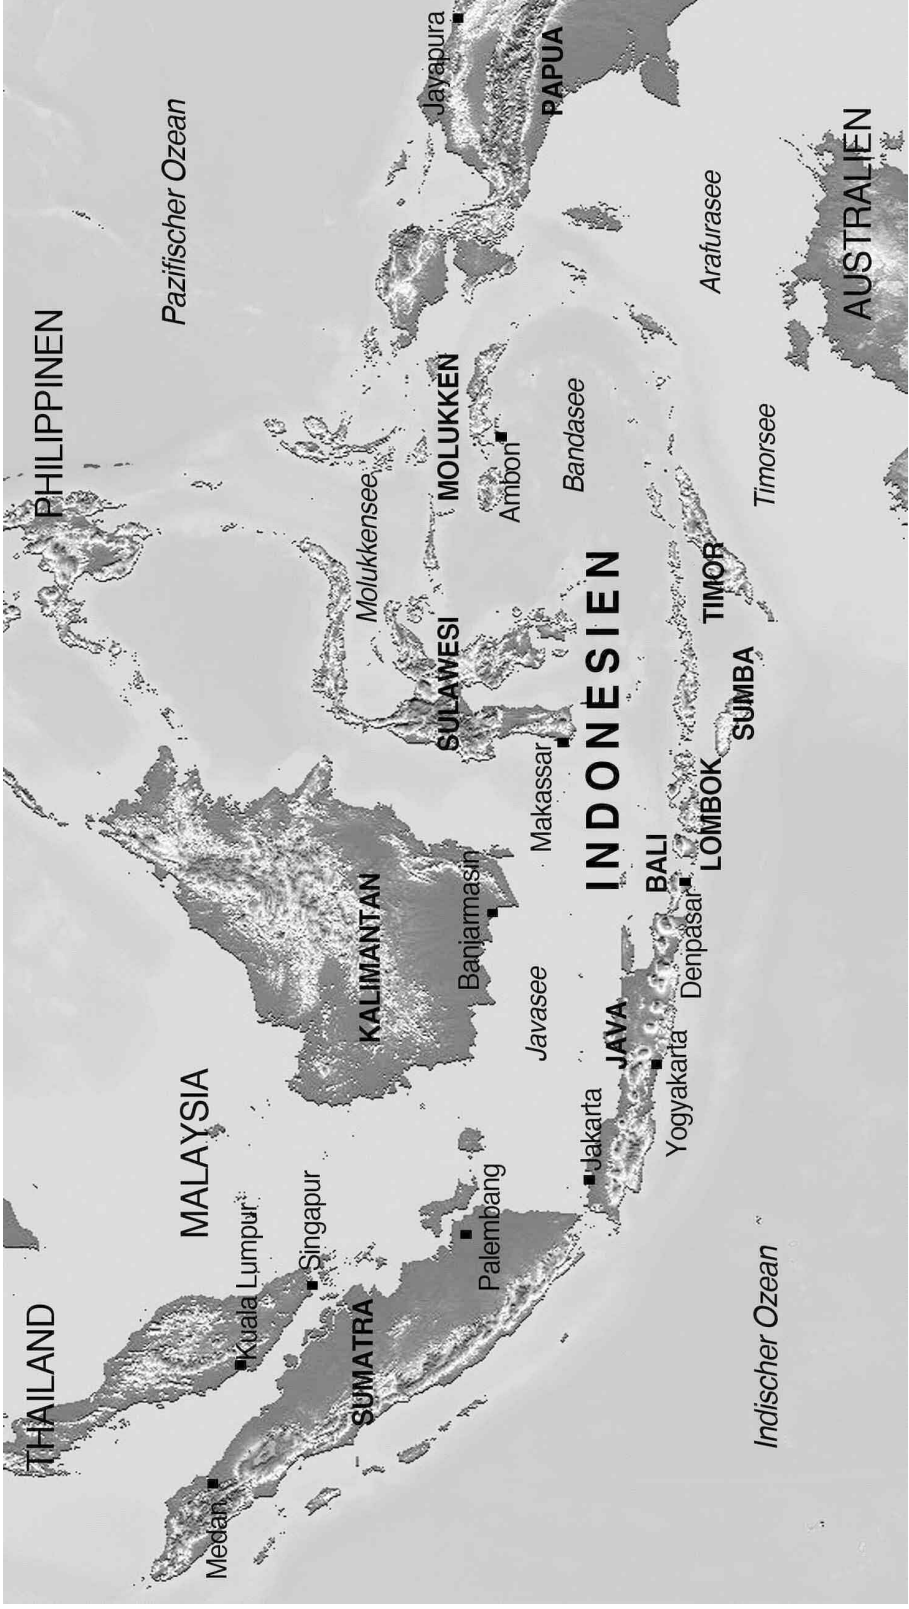 THAILAND
PHILIPPINEN
MALAYSIA
Pazifischer Ozean
Medan
Kuala Lumpur
Singapur
SUMATRA
KALIMANTAN
Molukkensee
SULAWESI
MOLUKKEN
Jayapura
PAPUA
Palembang
Banjarmasin
Ambon
Javasee
Makassar
Bandasee
Jakarta
INDONESIEN
JAVA
BALI
Yogyakarta
Denpasar
LOMBOK
TIMOR
Arafurasee
SUMBA
Timorsee
Indischer Ozean
AUSTRALIEN